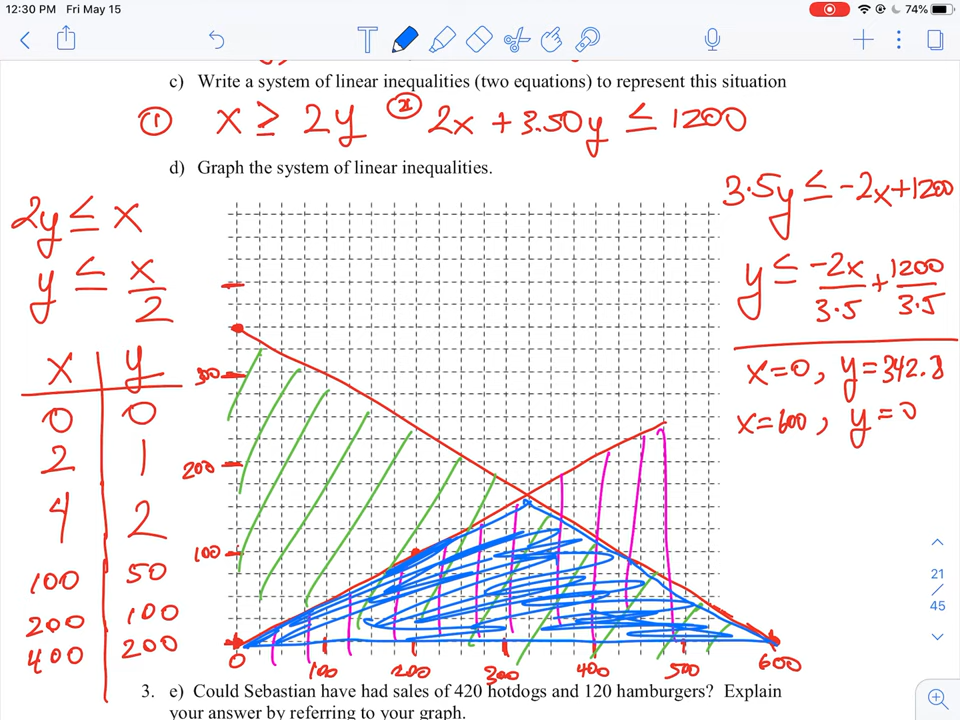 12:30 PM Fri May 15
74%
T
c) Write a system of linear inequalities (two equations) to represent this situation
① x ≥ 2y ② 2x + 3.50y ≤ 1200
d) Graph the system of linear inequalities.
2y ≤ x
y ≤ x/2
x | y
0 | 0
2 | 1
4 | 2
100 | 50
200 | 100
400 | 200
300
200
100
0 100 200 300 400 500 600
3.5y ≤ -2x+1200
y ≤ -2x/3.5 + 1200/3.5
x=0, y=342.8
x=600, y=0
21
/
45
3. e) Could Sebastian have had sales of 420 hotdogs and 120 hamburgers? Explain
your answer by referring to your graph.